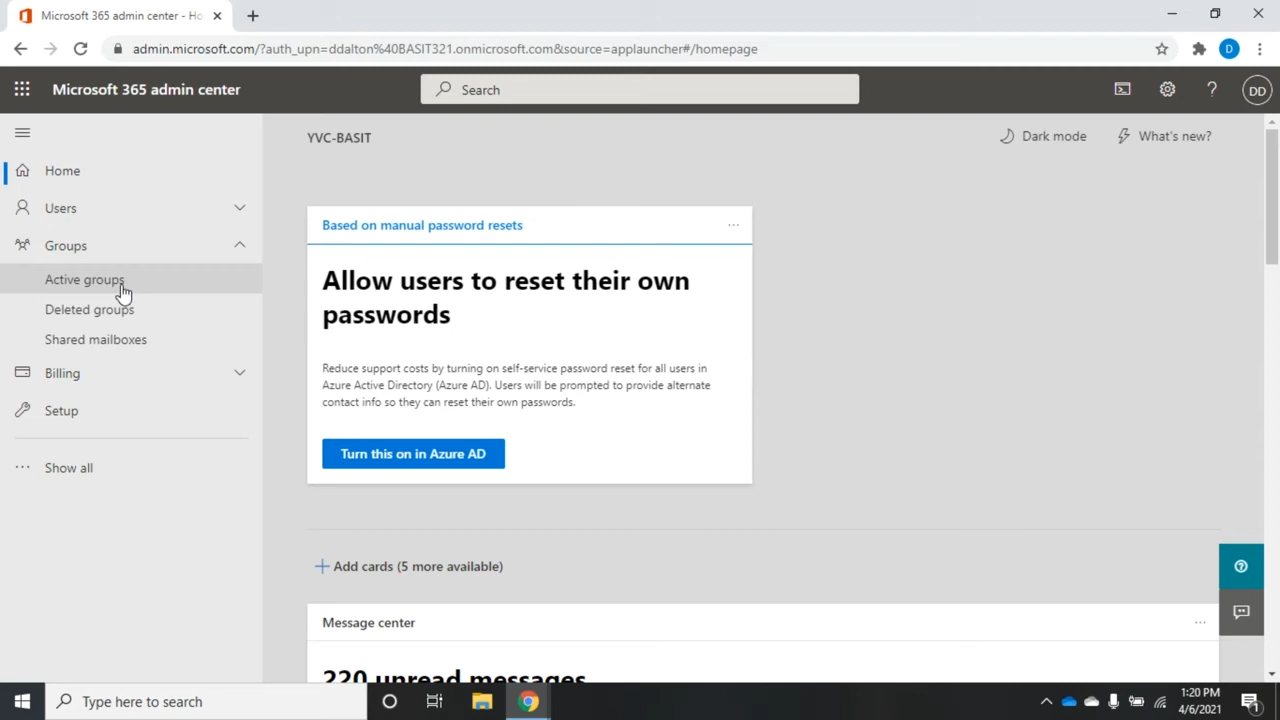 Microsoft 365 admin center - Ho
admin.microsoft.com/?auth_upn=ddalton%40BASIT321.onmicrosoft.com&source=applauncher#/homepage
D
Microsoft 365 admin center
Search
DD
YVC-BASIT
Dark mode
What's new?
Home
Users
Groups
Active groups
Deleted groups
Shared mailboxes
Billing
Setup
Show all
Based on manual password resets
Allow users to reset their own
passwords
Reduce support costs by turning on self-service password reset for all users in
Azure Active Directory (Azure AD). Users will be prompted to provide alternate
contact info so they can reset their own passwords.
Turn this on in Azure AD
Add cards (5 more available)
Message center
220 unread messages
Type here to search
1:20 PM
4/6/2021
1